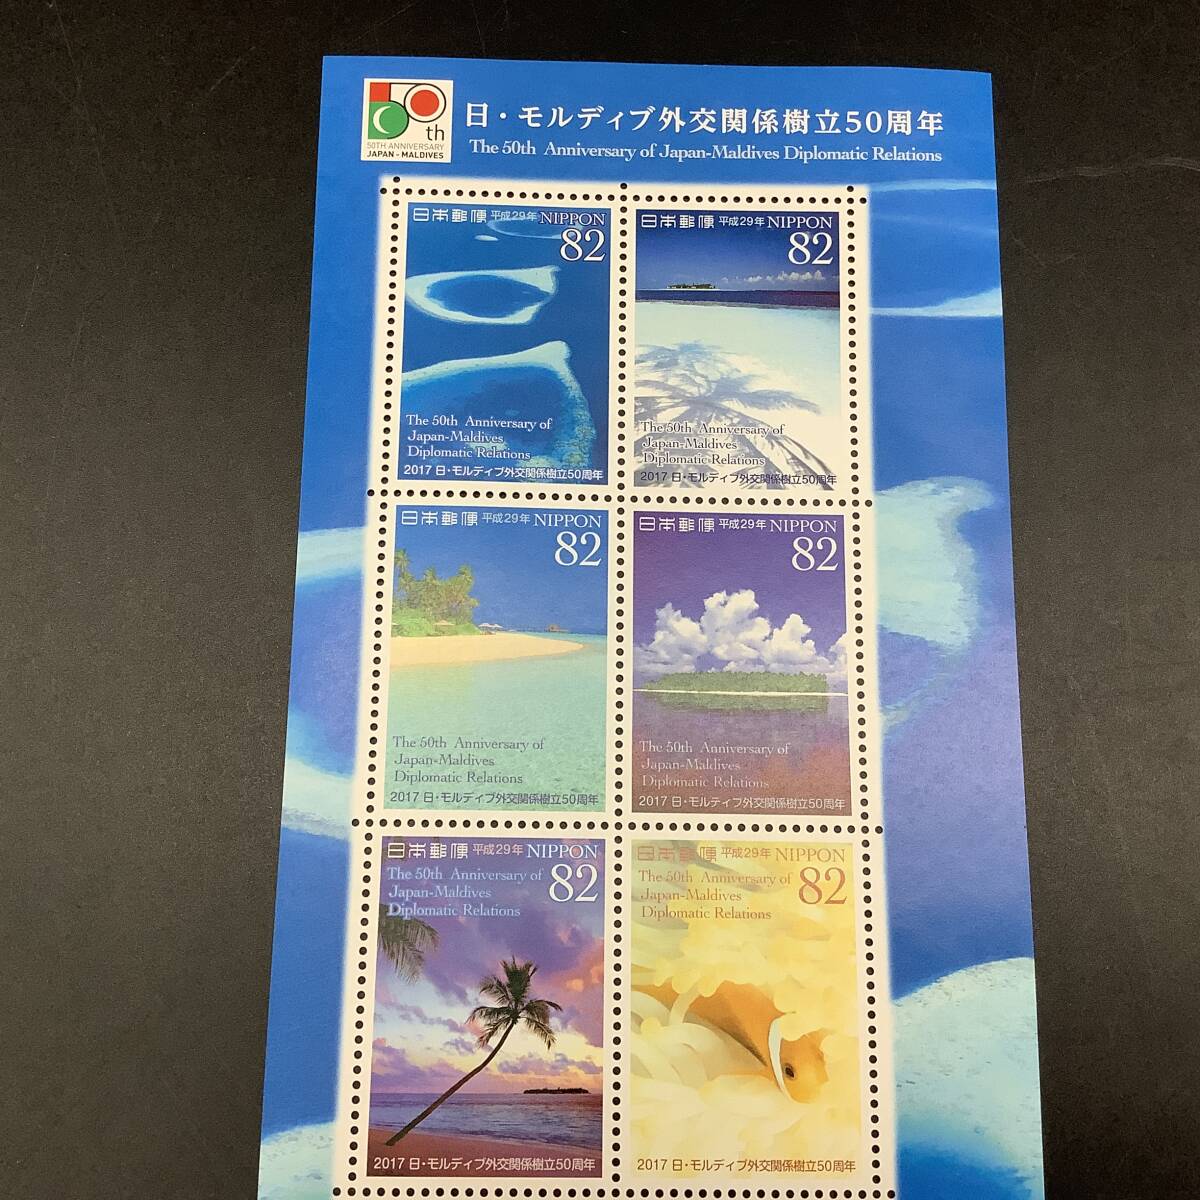 50th
50TH ANNIVERSARY
JAPAN - MALDIVES
日・モルディブ外交関係樹立50周年
The 50th Anniversary of Japan-Maldives Diplomatic Relations
日本郵便 平成29年 NIPPON
82
The 50th Anniversary of
Japan-Maldives
Diplomatic Relations
2017 日・モルディブ外交関係樹立50周年
日本郵便 平成29年 NIPPON
82
The 50th Anniversary of
Japan-Maldives
Diplomatic Relations
2017 日・モルディブ外交関係樹立50周年
日本郵便 平成29年 NIPPON
82
The 50th Anniversary of
Japan-Maldives
Diplomatic Relations
2017 日・モルディブ外交関係樹立50周年
日本郵便 平成29年 NIPPON
82
The 50th Anniversary of
Japan-Maldives
Diplomatic Relations
2017 日・モルディブ外交関係樹立50周年
日本郵便 平成29年 NIPPON
82
The 50th Anniversary of
Japan-Maldives
Diplomatic Relations
2017 日・モルディブ外交関係樹立50周年
日本郵便 平成29年 NIPPON
82
The 50th Anniversary of
Japan-Maldives
Diplomatic Relations
2017 日・モルディブ外交関係樹立50周年